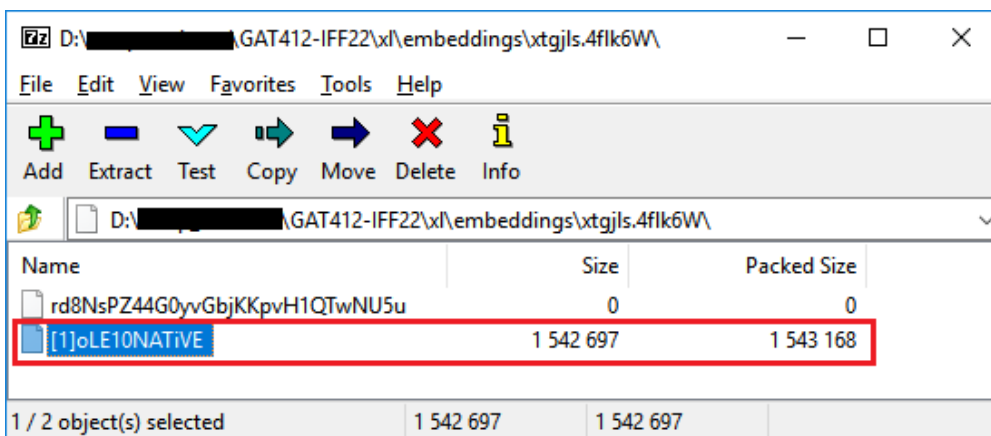 7z D:\ \GAT412-IFF22\xl\embeddings\xtgjls.4flk6W\
File Edit View Favorites Tools Help
Add Extract Test Copy Move Delete Info
D:\ \GAT412-IFF22\xl\embeddings\xtgjls.4flk6W\
Name Size Packed Size
rd8NsPZ44G0yvGbjKKpvH1QTwNU5u 0 0
[1]oLE10NATiVE 1 542 697 1 543 168
1 / 2 object(s) selected 1 542 697 1 542 697